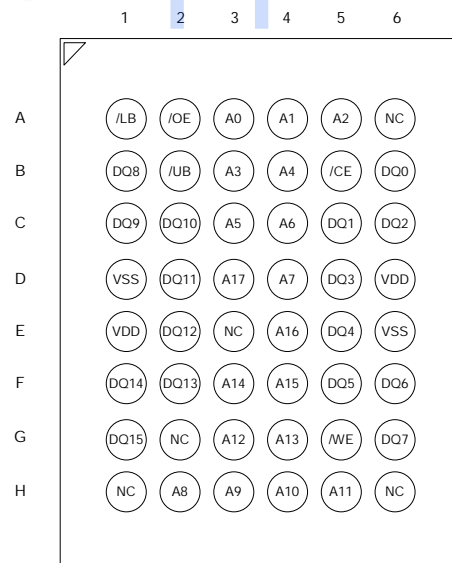 1 2 3 4 5 6
A /LB /OE A0 A1 A2 NC
B DQ8 /UB A3 A4 /CE DQ0
C DQ9 DQ10 A5 A6 DQ1 DQ2
D VSS DQ11 A17 A7 DQ3 VDD
E VDD DQ12 NC A16 DQ4 VSS
F DQ14 DQ13 A14 A15 DQ5 DQ6
G DQ15 NC A12 A13 /WE DQ7
H NC A8 A9 A10 A11 NC